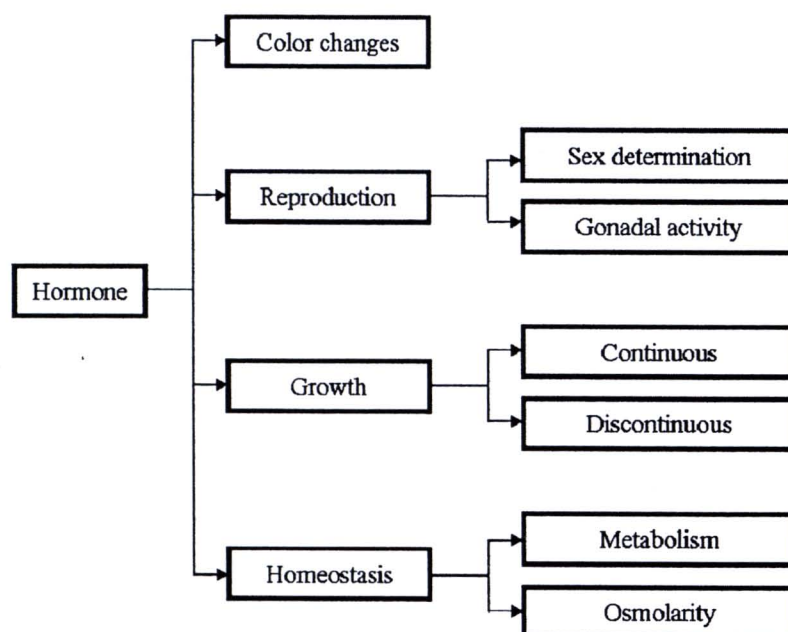 Color changes
Reproduction
Sex determination
Gonadal activity
Hormone
Growth
Continuous
Discontinuous
Homeostasis
Metabolism
Osmolarity